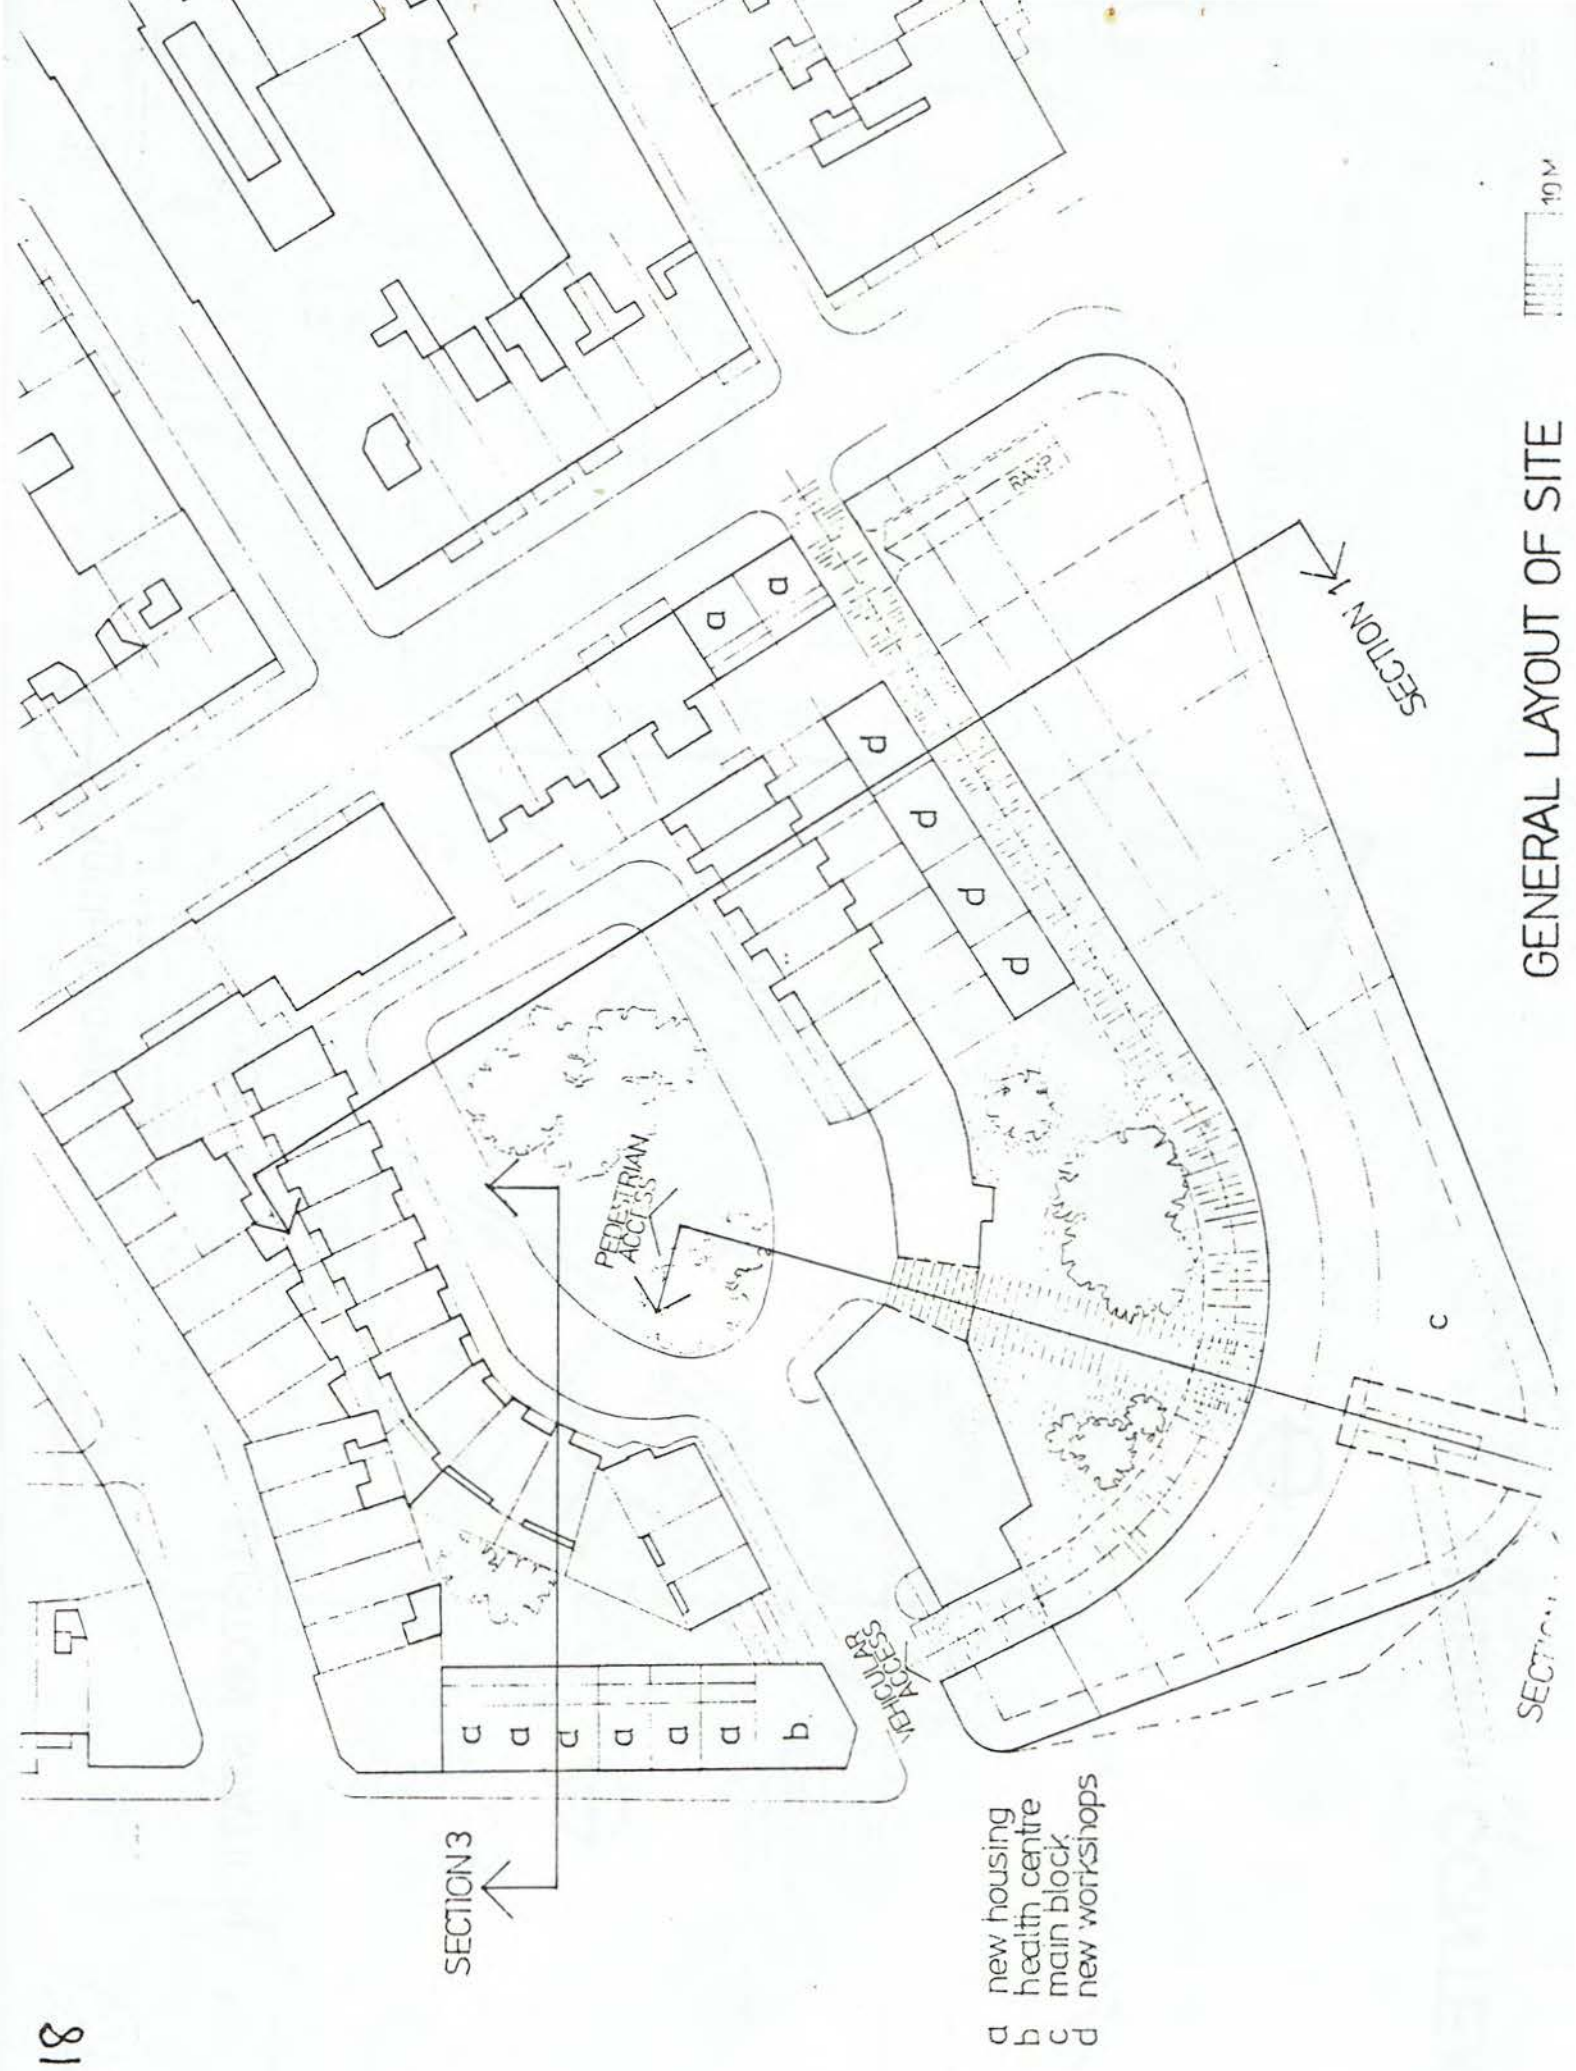 18
SECTION 3
a
a
a
a
a
a
b
VEHICULAR
ACCESS
PEDESTRIAN
ACCESS
a
a
d
d
d
d
RAMP
SECTION 1
c
SECTION
a new housing
b health centre
c main block
d new workshops
GENERAL LAYOUT OF SITE
10 M